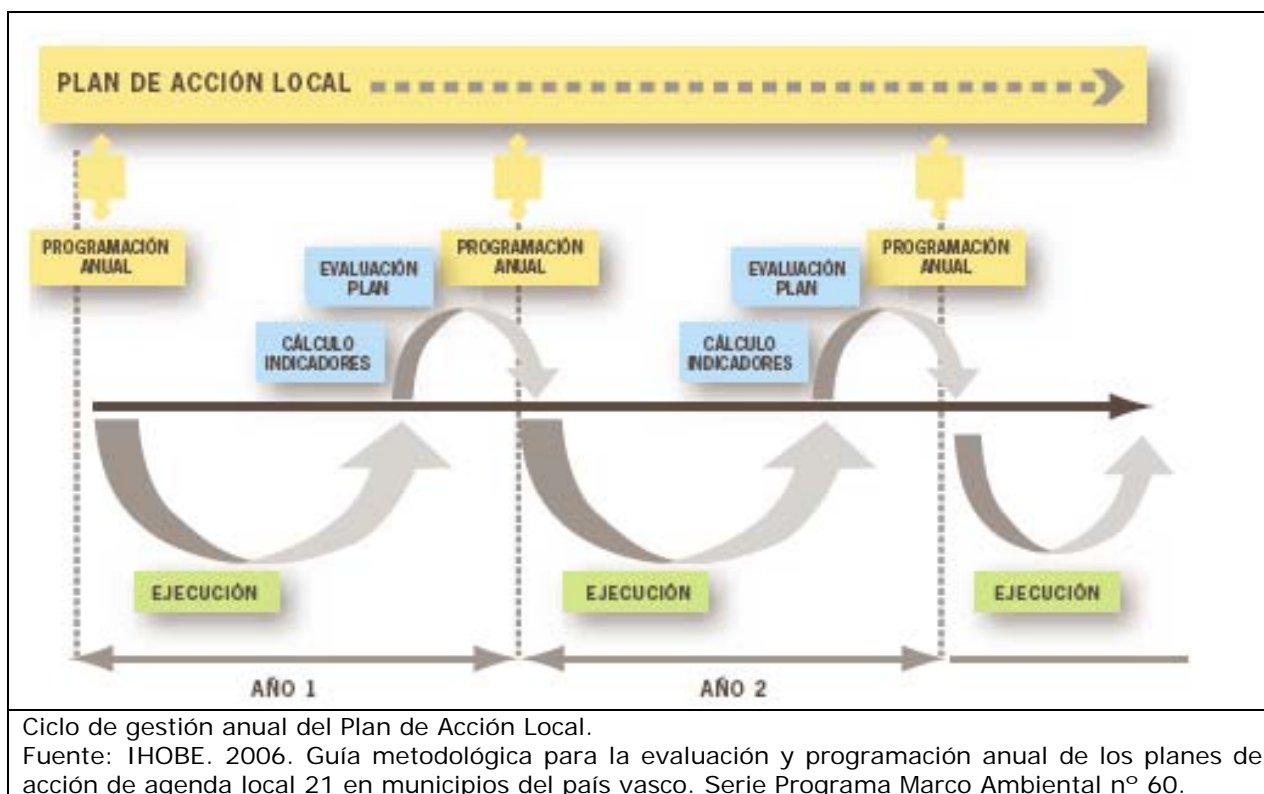 PLAN DE ACCIÓN LOCAL
PROGRAMACIÓN
ANUAL
EVALUACIÓN
PLAN
CÁLCULO
INDICADORES
PROGRAMACIÓN
ANUAL
EVALUACIÓN
PLAN
CÁLCULO
INDICADORES
PROGRAMACIÓN
ANUAL
EJECUCIÓN
EJECUCIÓN
EJECUCIÓN
AÑO 1
AÑO 2
Ciclo de gestión anual del Plan de Acción Local.
Fuente: IHOBE. 2006. Guía metodológica para la evaluación y programación anual de los planes de
acción de agenda local 21 en municipios del país vasco. Serie Programa Marco Ambiental nº 60.